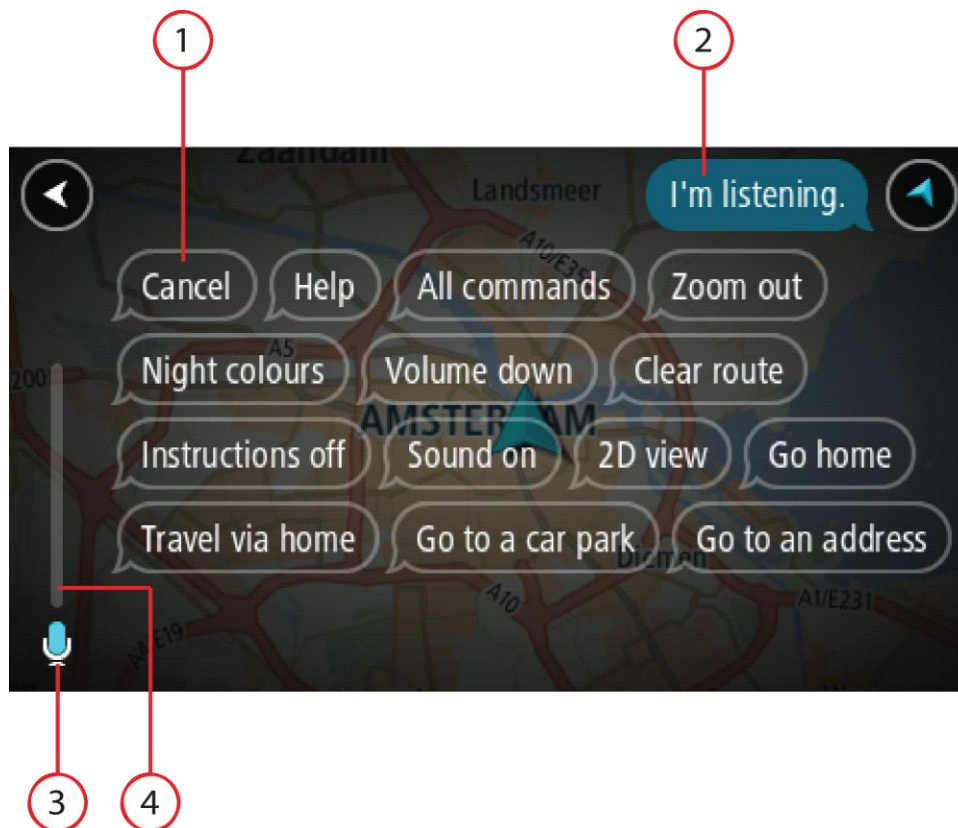 1 2
Zaandam
Landsmeer
I'm listening.
A10/E35
Cancel Help All commands Zoom out
A5
200
Night colours Volume down Clear route
AMSTERDAM
Instructions off Sound on 2D view Go home
Travel via home Go to a car park Go to an address
Diemen
A10
A1/E231
A4/E19
3 4